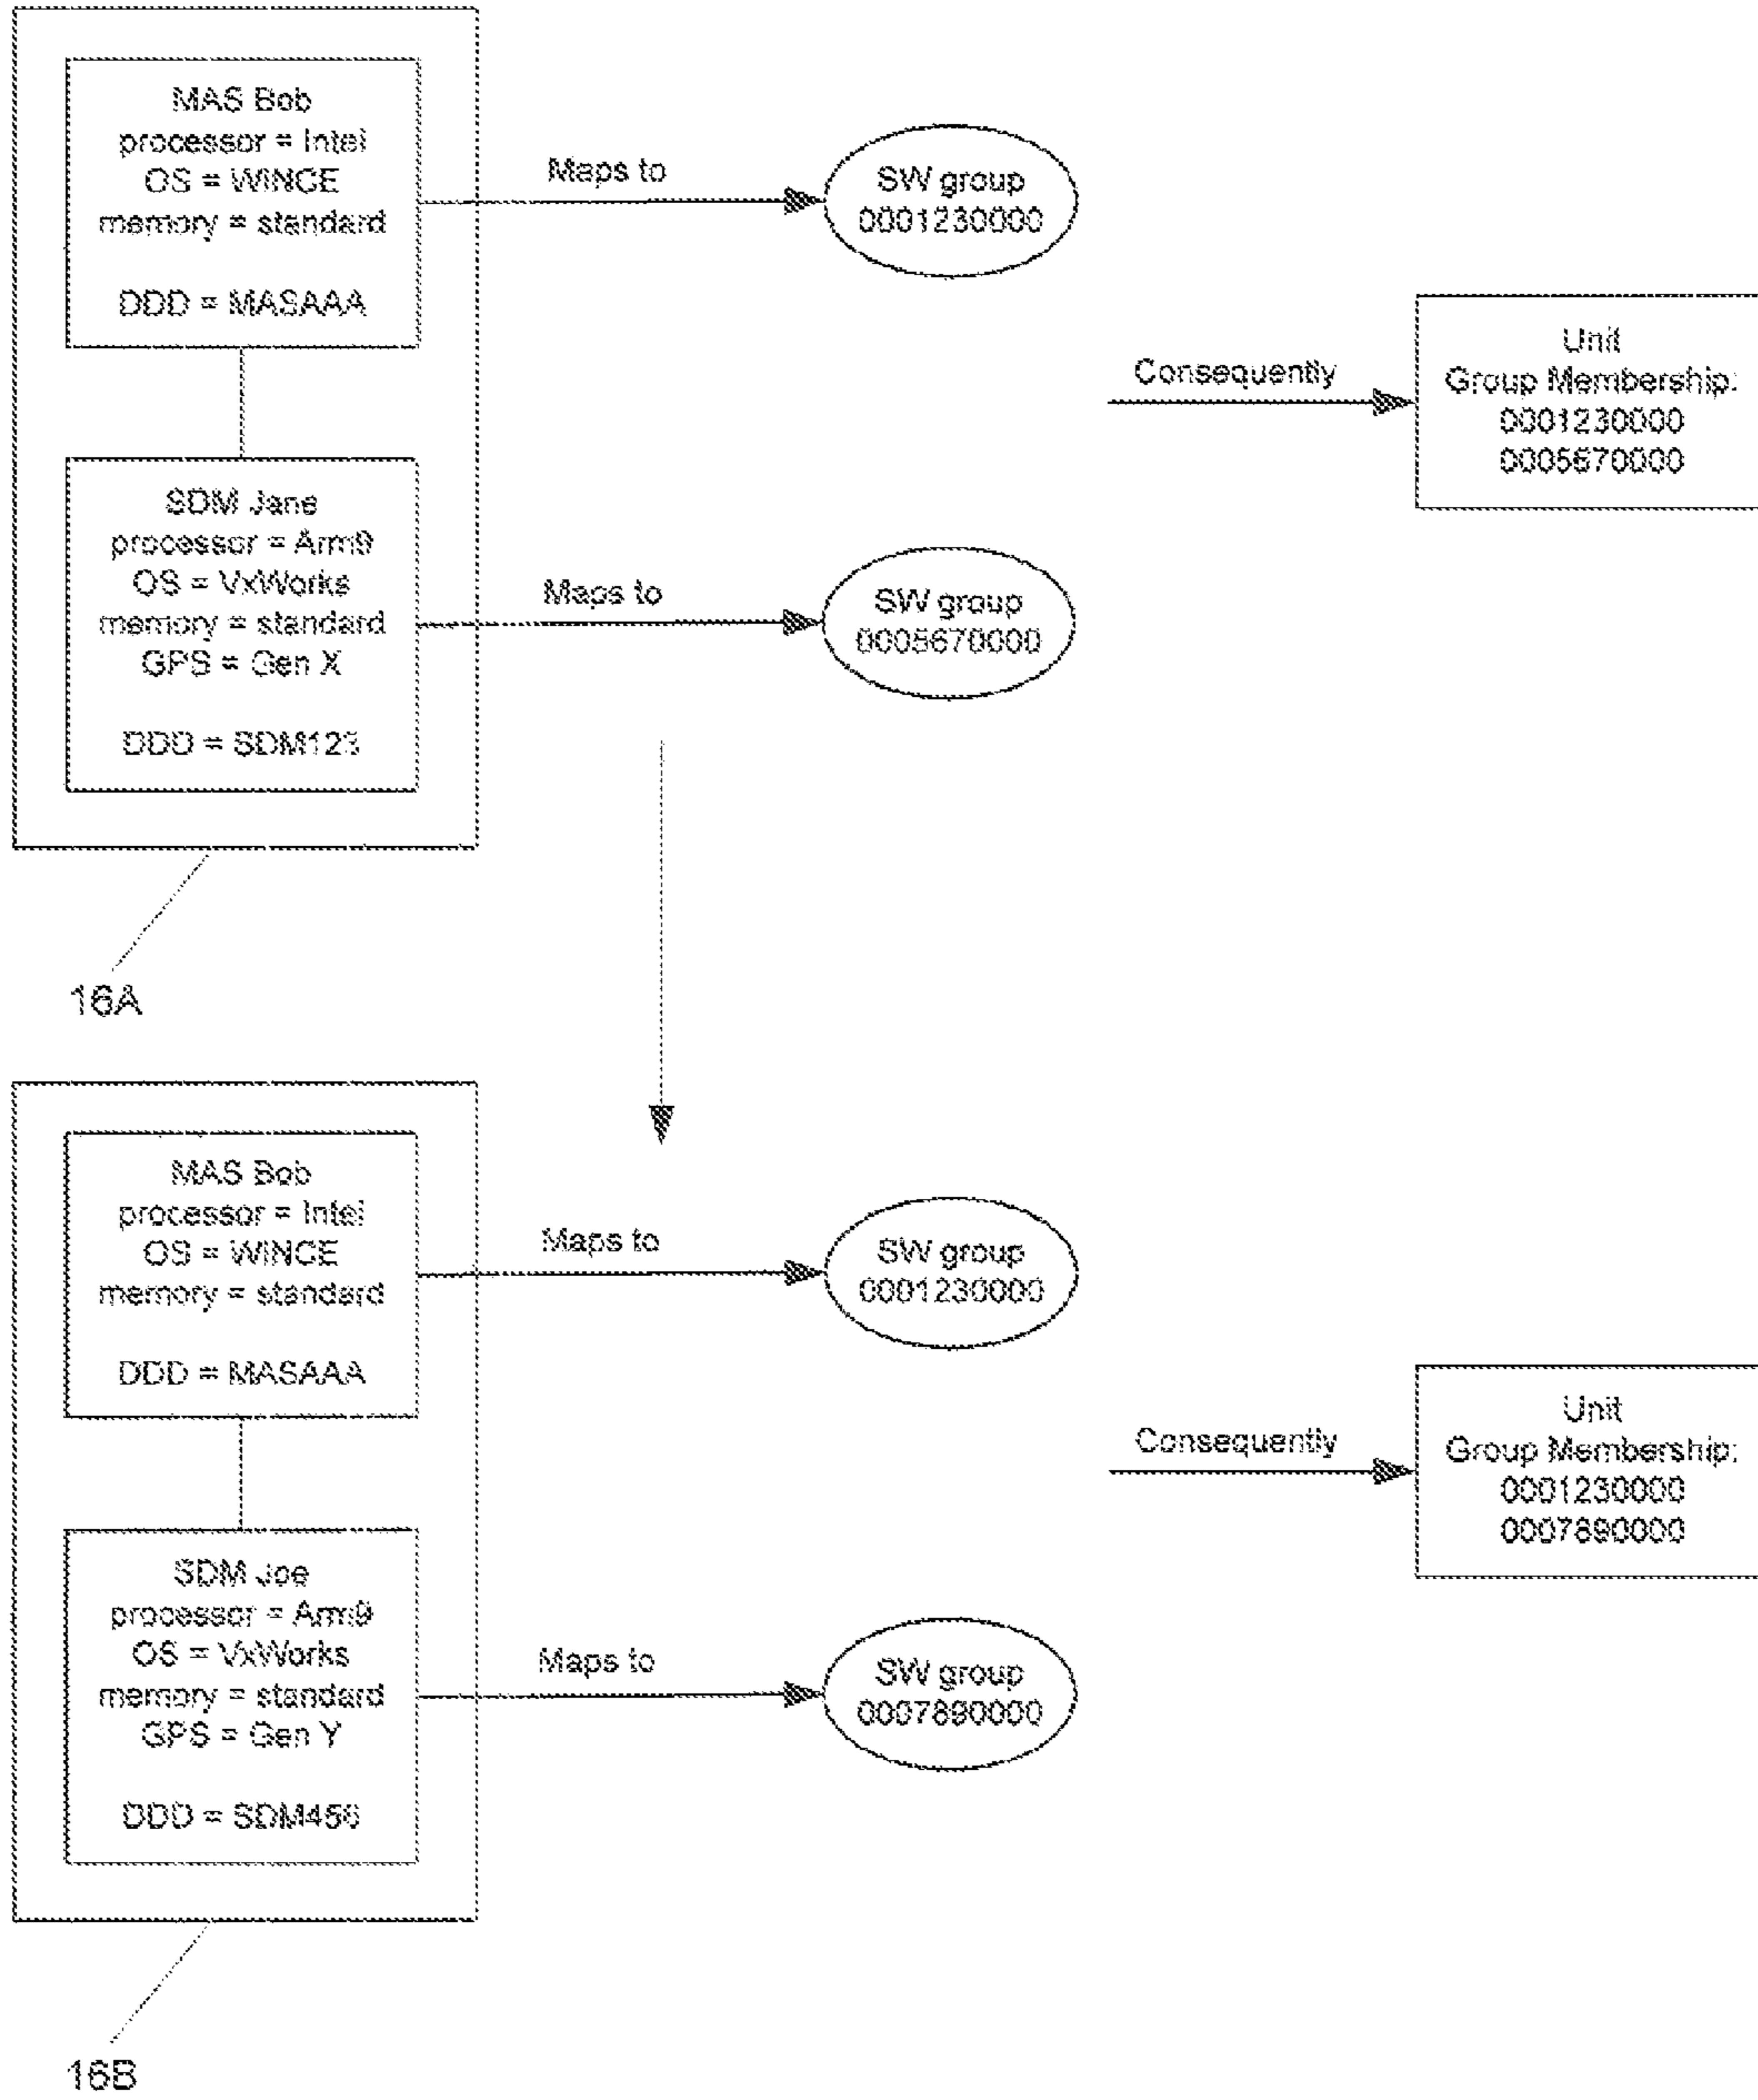 MAS Bob
processor = Intel
OS = WINCE
memory = standard
DDD = MASAAA
Maps to
SW group
0001230000
Consequently
Unit
Group Membership:
0001230000
0005670000
SDM Jane
processor = Arm9
OS = VxWorks
memory = standard
GPS = Gen X
DDD = SDM123
Maps to
SW group
0005670000
16A
MAS Bob
processor = Intel
OS = WINCE
memory = standard
DDD = MASAAA
Maps to
SW group
0001230000
Consequently
Unit
Group Membership:
0001230000
0007890000
SDM Joe
processor = Arm9
OS = VxWorks
memory = standard
GPS = Gen Y
DDD = SDM456
Maps to
SW group
0007890000
16B